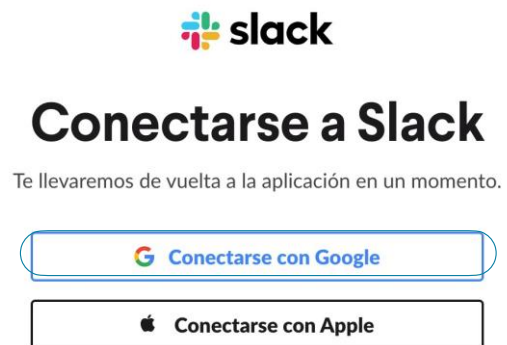 slack
Conectarse a Slack
Te llevaremos de vuelta a la aplicación en un momento.
Conectarse con Google
Conectarse con Apple